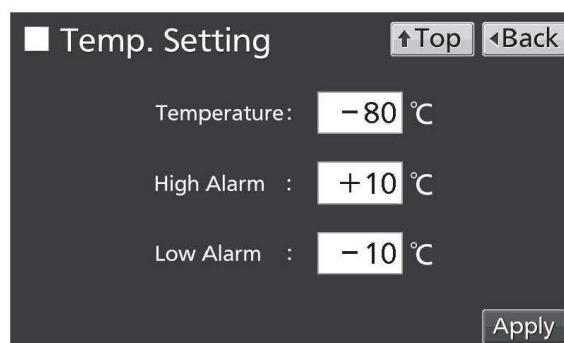 ■ Temp. Setting ↑Top ◂Back
Temperature: −80 ℃
High Alarm : +10 ℃
Low Alarm : −10 ℃
Apply